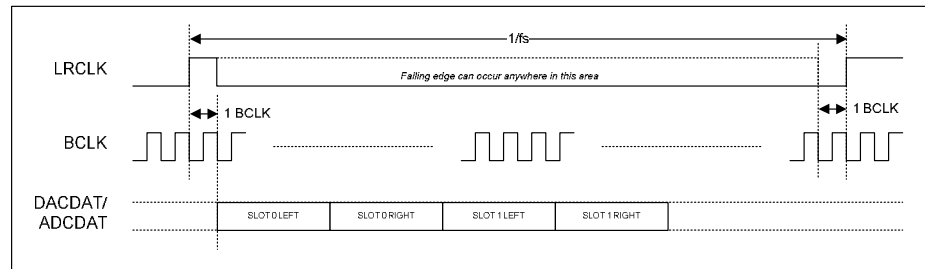 1/fs
LRCLK
Falling edge can occur anywhere in this area
1 BCLK
1 BCLK
BCLK
DACDAT/
ADCDAT
SLOT 0 LEFT
SLOT 0 RIGHT
SLOT 1 LEFT
SLOT 1 RIGHT